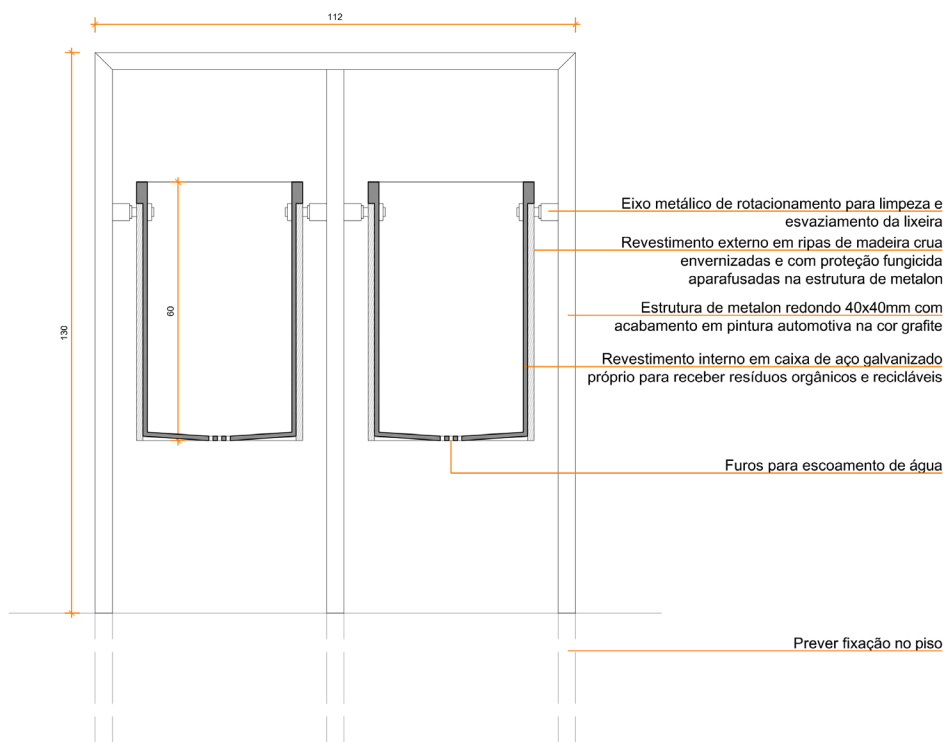 112
130
60
Eixo metálico de rotacionamento para limpeza e
esvaziamento da lixeira
Revestimento externo em ripas de madeira crua
envernizadas e com proteção fungicida
aparafusadas na estrutura de metalon
Estrutura de metalon redondo 40x40mm com
acabamento em pintura automotiva na cor grafite
Revestimento interno em caixa de aço galvanizado
próprio para receber resíduos orgânicos e recicláveis
Furos para escoamento de água
Prever fixação no piso